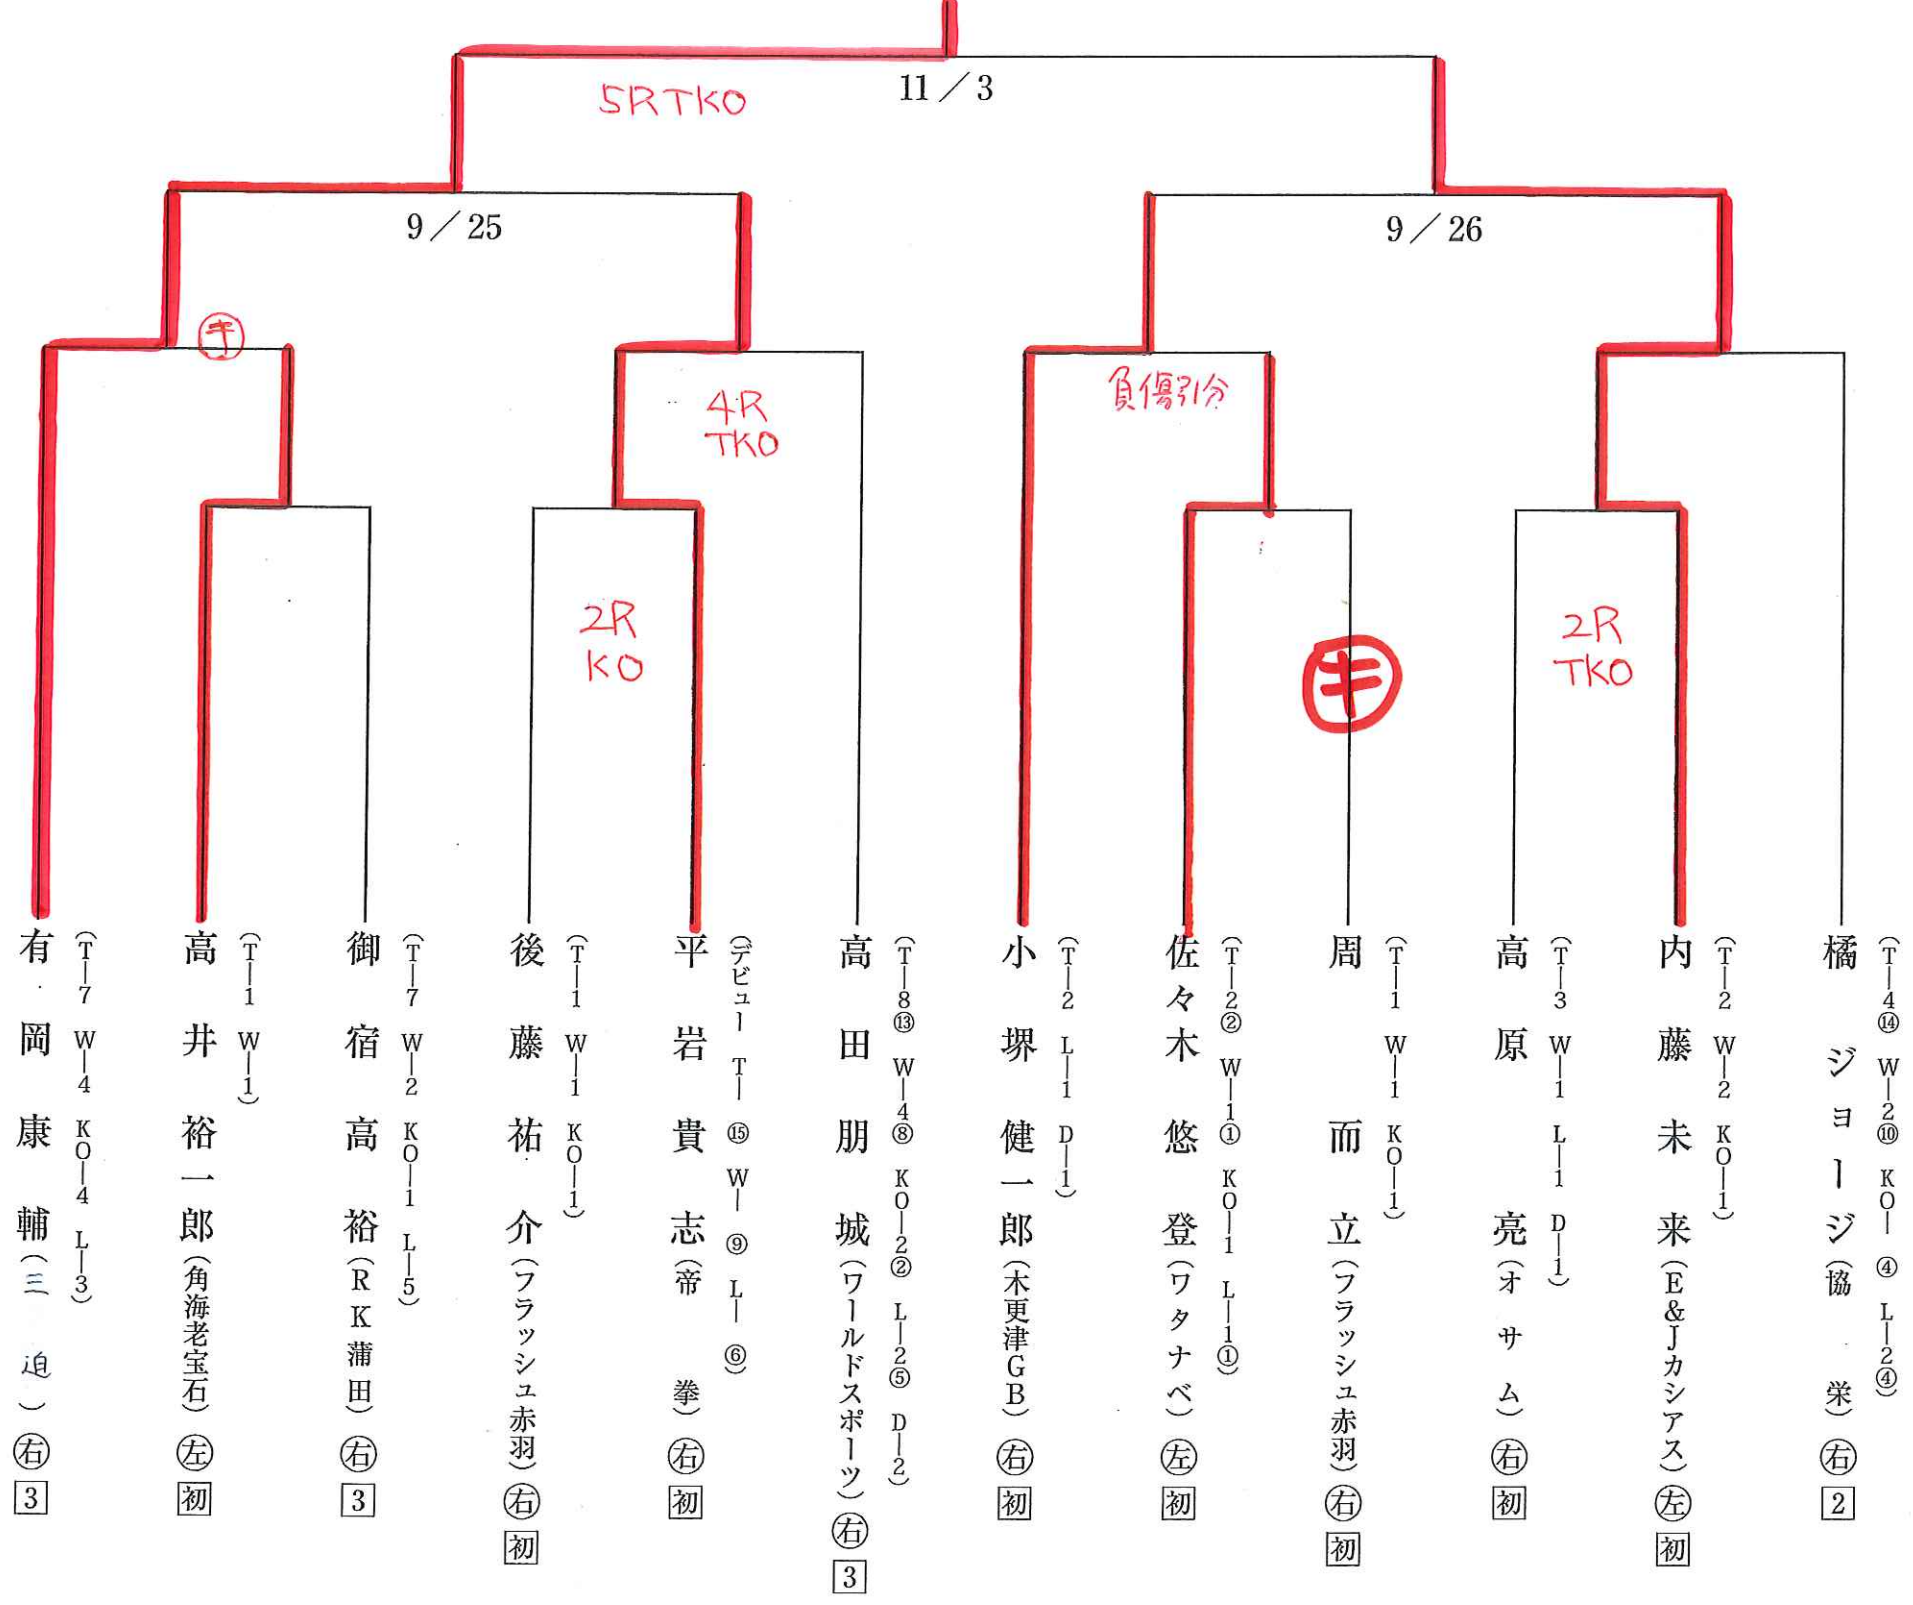 11／3
5R TKO
9／25
9／26
㋖
4R
TKO
負傷引分
2R
KO
㋖
2R
TKO
有岡康輔（三迫）㊨ 3
（T―7 W―4 KO―4 L―3）
高井裕一郎（角海老宝石）㊧ 初
（T―1 W―1）
御宿高裕（RK蒲田）㊨ 3
（T―7 W―2 KO―1 L―5）
後藤祐介（フラッシュ赤羽）㊨ 初
（T―1 W―1 KO―1）
平岩貴志（帝拳）㊨ 初
（デビュー T―⑮ W―⑨ L―⑥）
高田朋城（ワールドスポーツ）㊨ 3
（T―8⑬ W―4⑧ KO―2② L―2⑤ D―2）
小堺健一郎（木更津GB）㊨ 初
（T―2 L―1 D―1）
佐々木悠登（ワタナベ）㊧ 初
（T―2② W―1① KO―1 L―1①）
周而立（フラッシュ赤羽）㊨ 初
（T―1 W―1 KO―1）
高原亮（オサム）㊨ 初
（T―3 W―1 L―1 D―1）
内藤未来（E&Jカシアス）㊧ 初
（T―2 W―2 KO―1）
橘ジョージ（協栄）㊨ 2
（T―4⑭ W―2⑩ KO―④ L―2④）